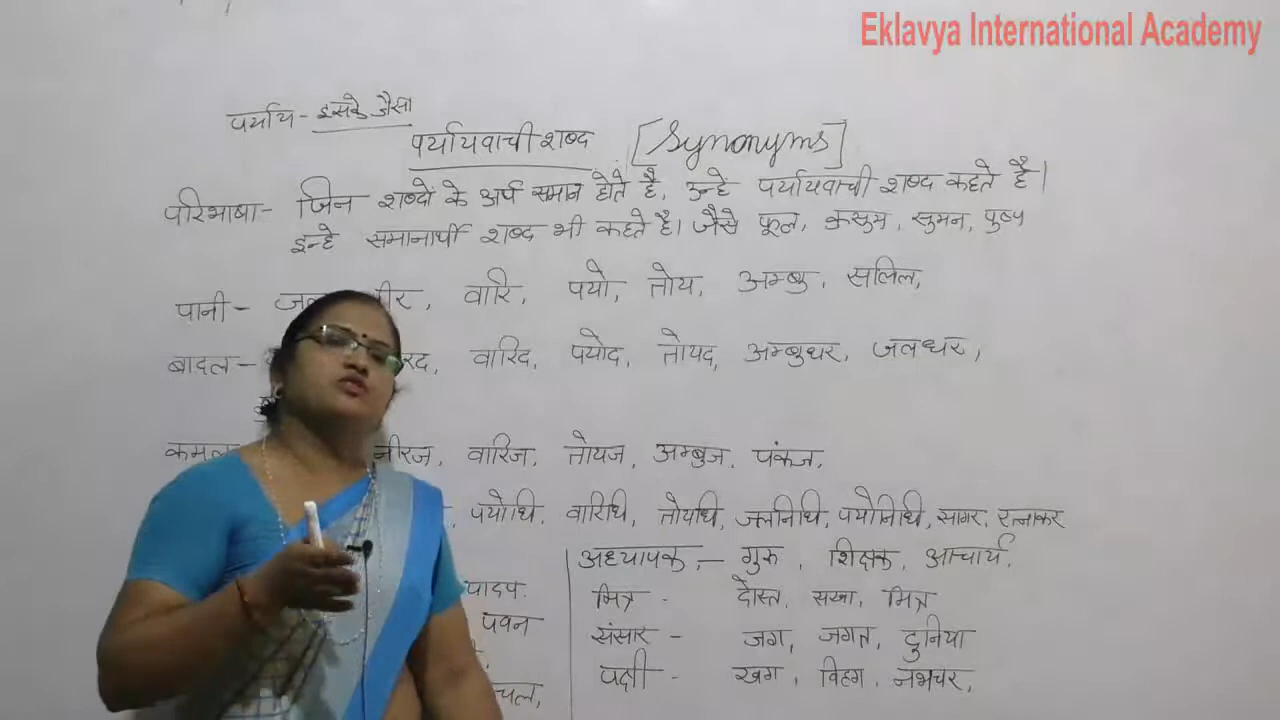 Eklavya International Academy
पर्याय - इसके जैसा
पर्यायवाची शब्द [Synonyms]
परिभाषा - जिन शब्दों के अर्थ समान होते है, उन्हे पर्यायवाची शब्द कहते है।
इन्हे समानार्थी शब्द भी कहते है। जैसे फूल, कुसुम, सुमन, पुष्प
पानी - वारि, पयो, तोय, अम्बु, सलिल,
बादल - वारिद, पयोद, तोयद, अम्बुधर, जलधर,
कमल नीरज, वारिज, तोयज, अम्बुज, पंकज,
पयोधि, वारिधि, तोयधि, जलनिधि, पयोनिधि, सागर, रत्नाकर
अध्यापक - गुरु, शिक्षक, आचार्य,
पादप
मित्र - दोस्त, सखा, मित्र
पवन
संसार - जग, जगत, दुनिया
पक्षी - खग, विहग, नभचर,